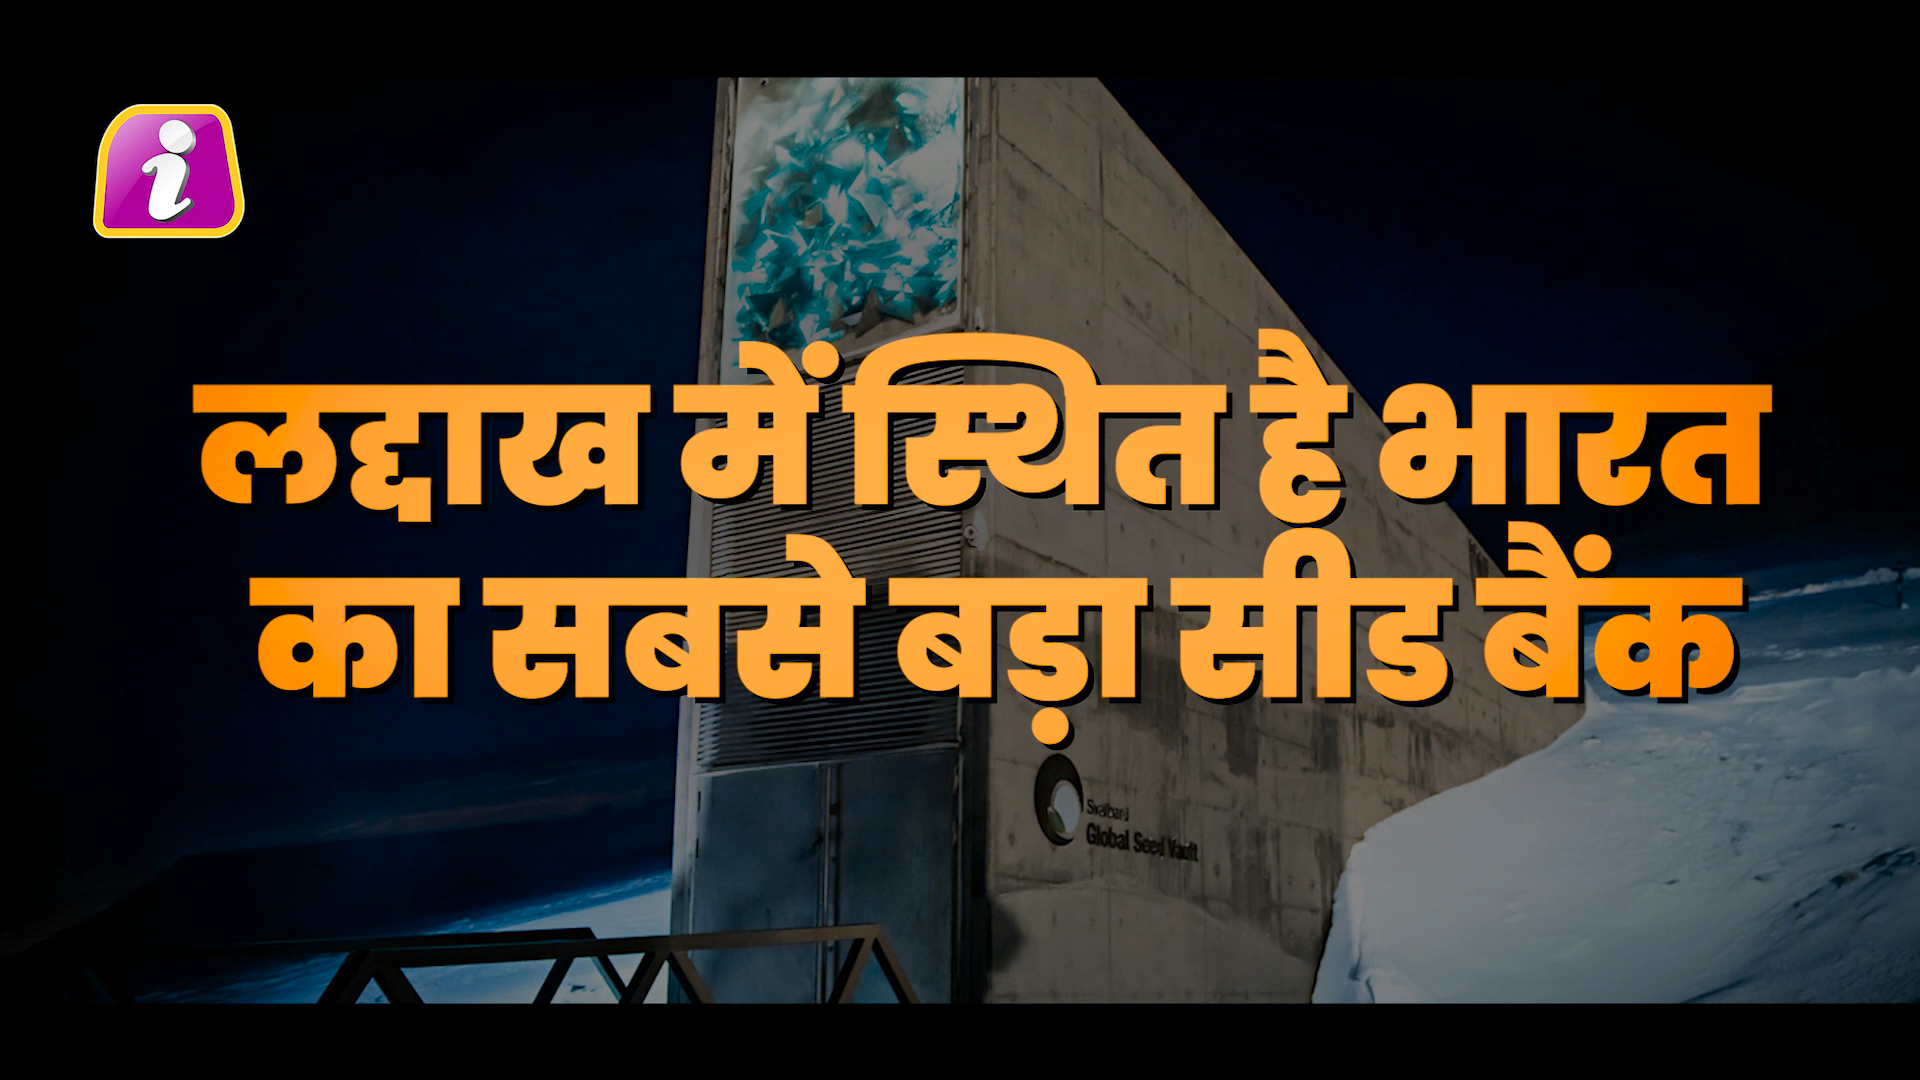 लद्दाख में स्थित है भारत
का सबसे बड़ा सीड बैंक
Svalbard
Global Seed Vault